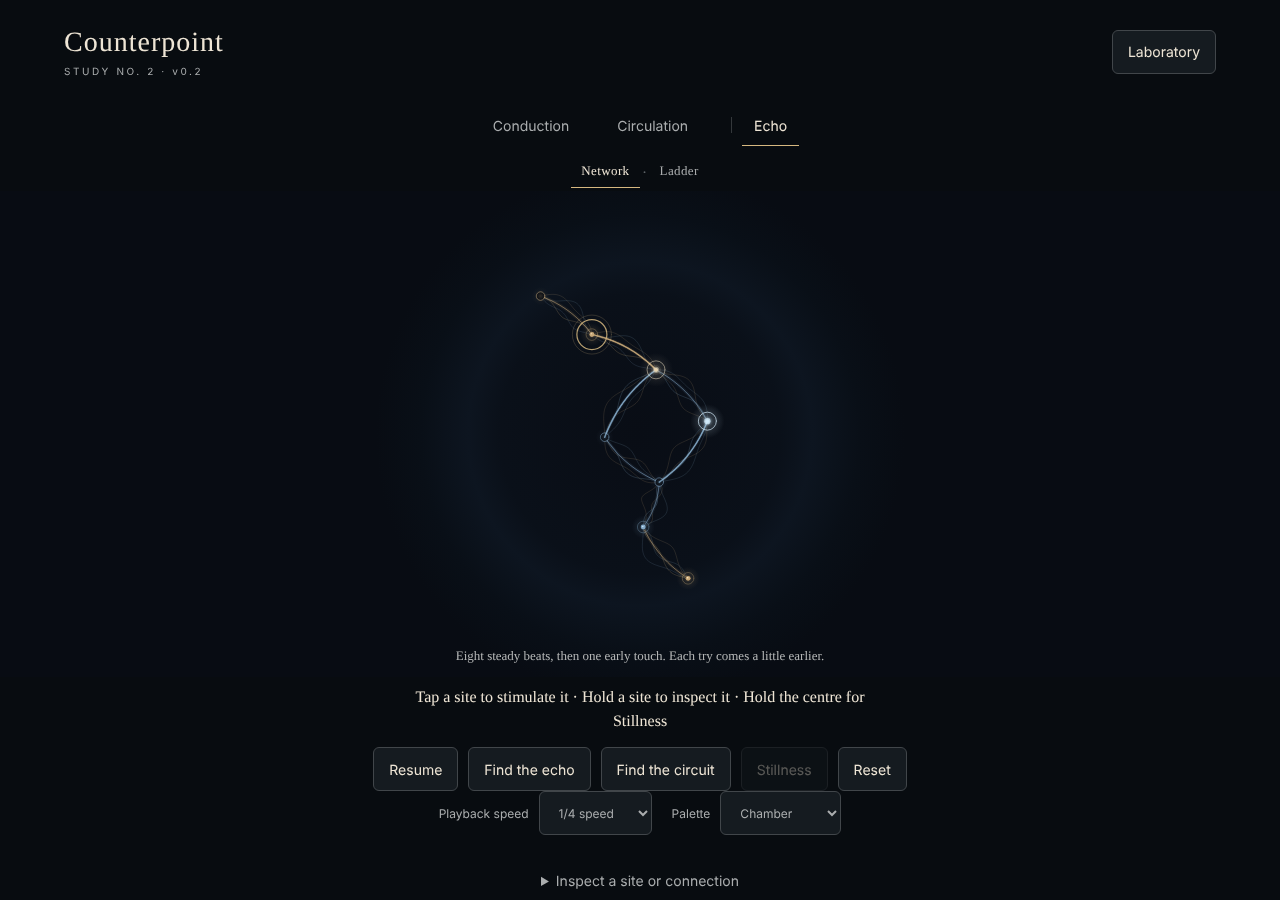 Counterpoint
STUDY NO. 2 · v0.2
Laboratory
Conduction
Circulation
Echo
Network · Ladder
Eight steady beats, then one early touch. Each try comes a little earlier.
Tap a site to stimulate it · Hold a site to inspect it · Hold the centre for
Stillness
Resume
Find the echo
Find the circuit
Stillness
Reset
Playback speed
1/4 speed
Palette
Chamber
Inspect a site or connection